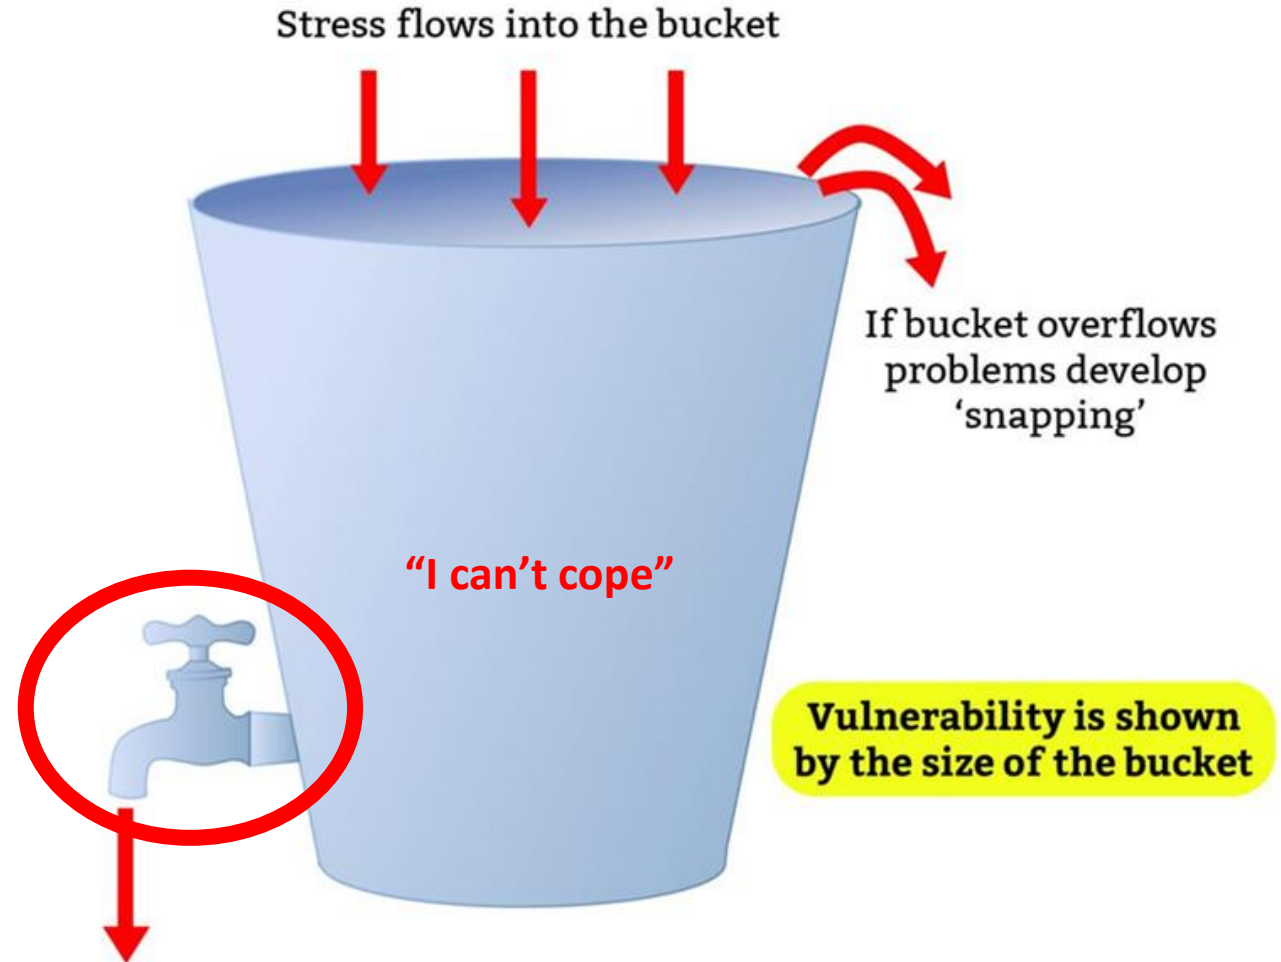 Stress flows into the bucket
If bucket overflows
problems develop
‘snapping’
“I can’t cope”
Vulnerability is shown
by the size of the bucket